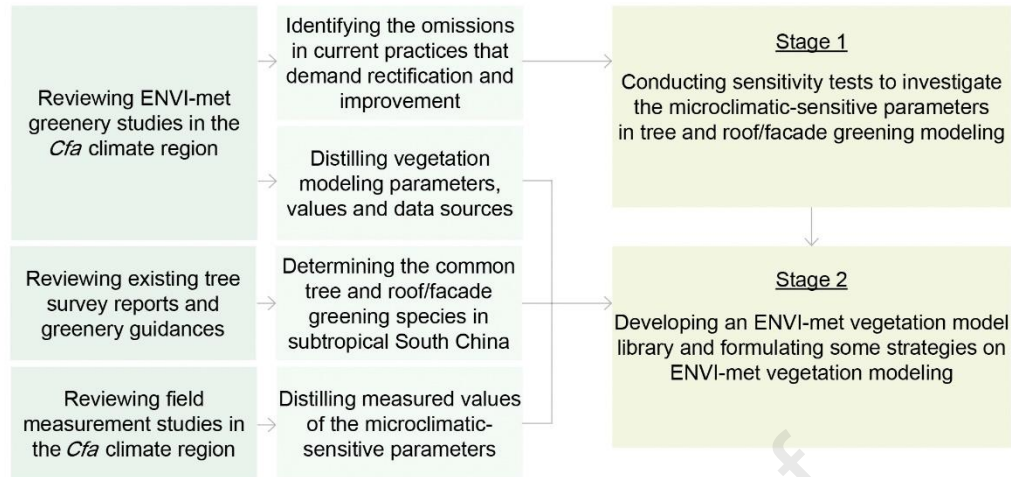 Reviewing ENVI-met
greenery studies in the
Cfa climate region
Identifying the omissions
in current practices that
demand rectification and
improvement
Distilling vegetation
modeling parameters,
values and data sources
Reviewing existing tree
survey reports and
greenery guidances
Determining the common
tree and roof/facade
greening species in
subtropical South China
Reviewing field
measurement studies in
the Cfa climate region
Distilling measured values
of the microclimatic-
sensitive parameters
Stage 1
Conducting sensitivity tests to investigate
the microclimatic-sensitive parameters
in tree and roof/facade greening modeling
Stage 2
Developing an ENVI-met vegetation model
library and formulating some strategies on
ENVI-met vegetation modeling